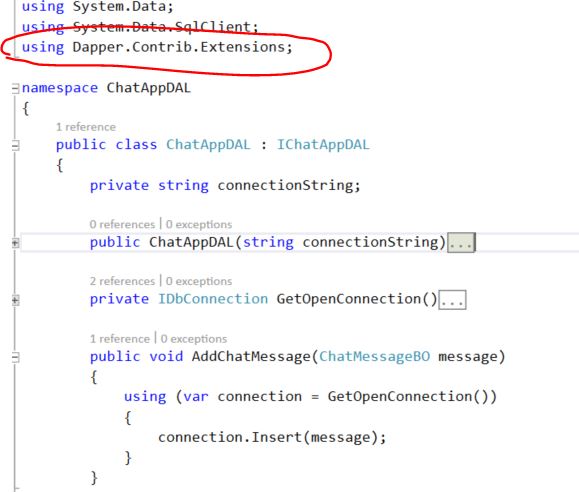 using System.Data;
using System.Data.SqlClient;
using Dapper.Contrib.Extensions;
namespace ChatAppDAL
{
1 reference
public class ChatAppDAL : IChatAppDAL
{
private string connectionString;
0 references | 0 exceptions
public ChatAppDAL(string connectionString)...
2 references | 0 exceptions
private IDbConnection GetOpenConnection()...
1 reference | 0 exceptions
public void AddChatMessage(ChatMessageBO message)
{
using (var connection = GetOpenConnection())
{
connection.Insert(message);
}
}